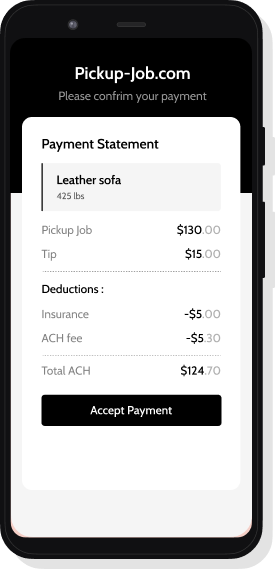 Pickup-Job.com
Please confrim your payment
Payment Statement
Leather sofa
425 lbs
Pickup Job $130.00
Tip $15.00
Deductions :
Insurance -$5.00
ACH fee -$5.30
Total ACH $124.70
Accept Payment